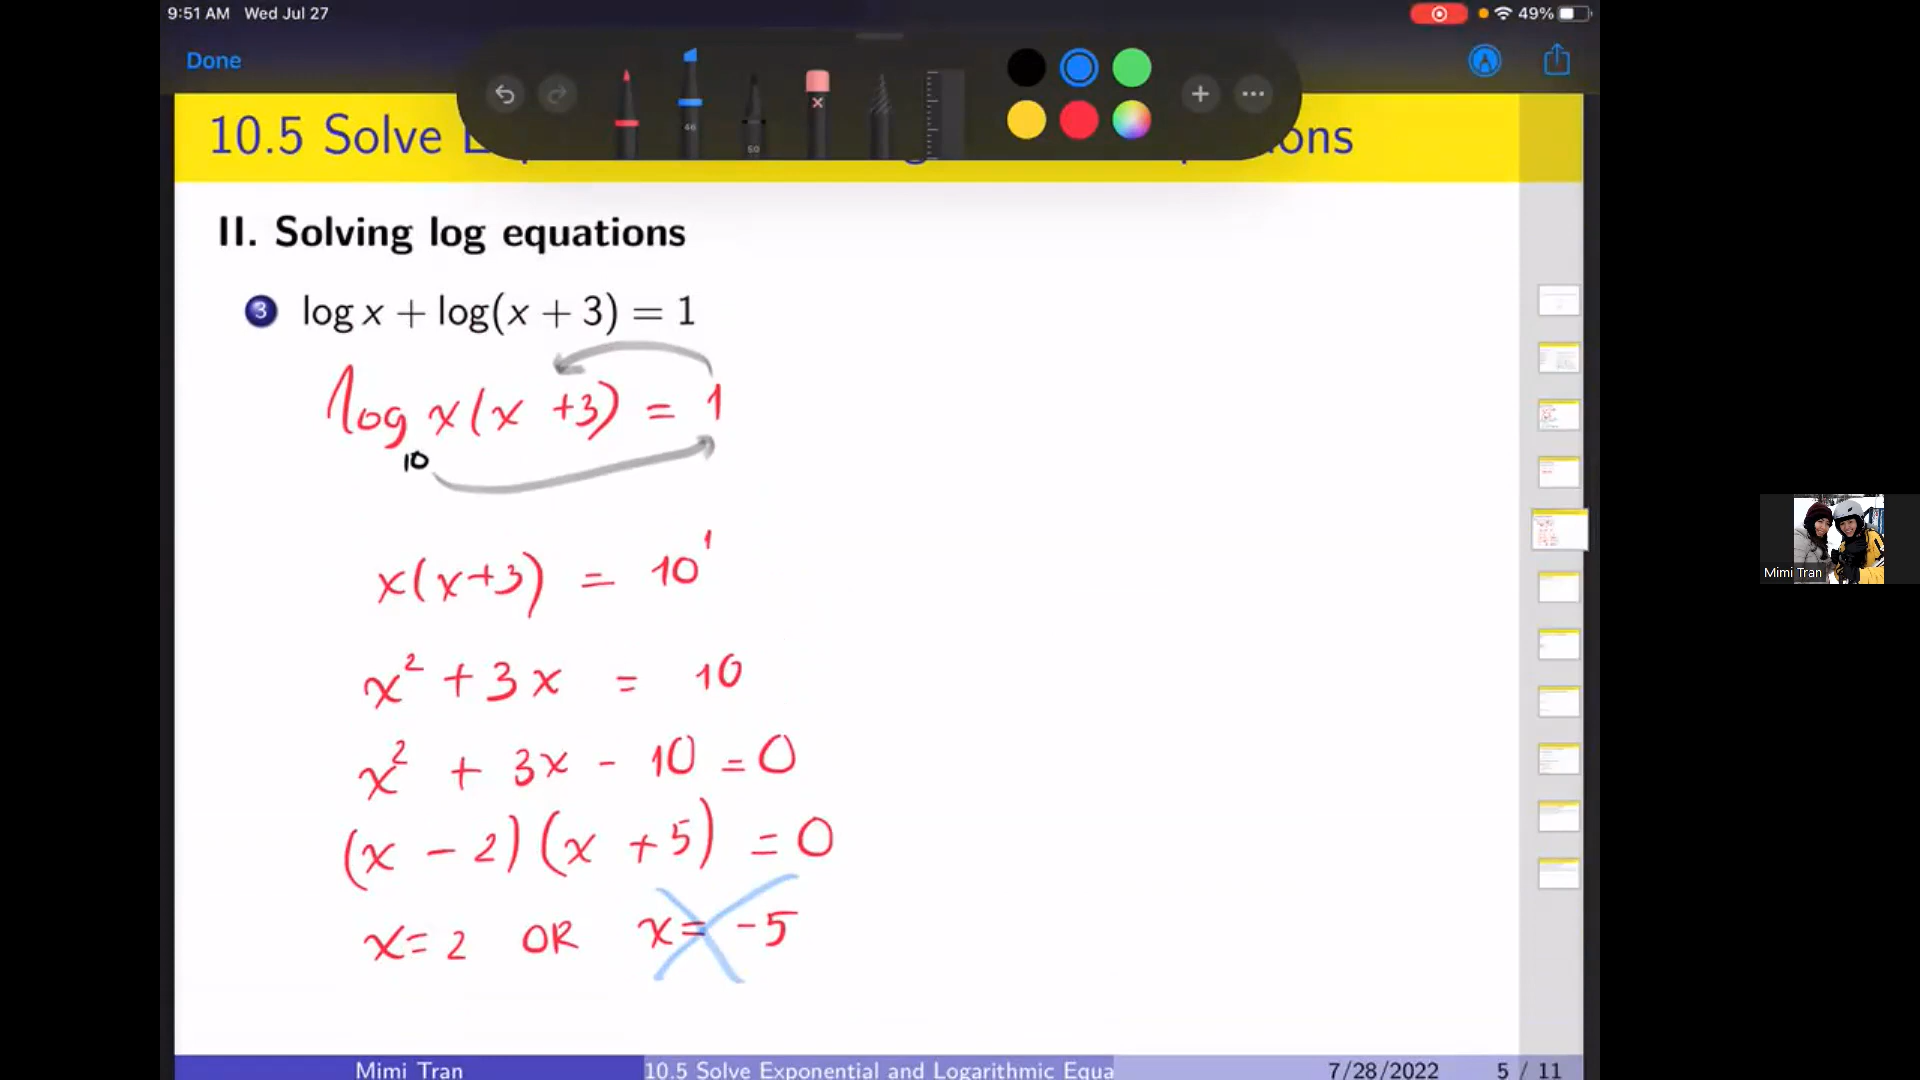 9:51 AM Wed Jul 27
49%
Done
46
50
10.5 Solve E
ons
II. Solving log equations
3 log x + log(x + 3) = 1
log x(x + 3) = 1
10
x(x+3) = 10¹
x² + 3x = 10
x² + 3x - 10 = 0
(x - 2)(x + 5) = 0
x = 2 OR x = -5
Mimi Tran
Mimi Tran 10.5 Solve Exponential and Logarithmic Equa 7/28/2022 5 / 11